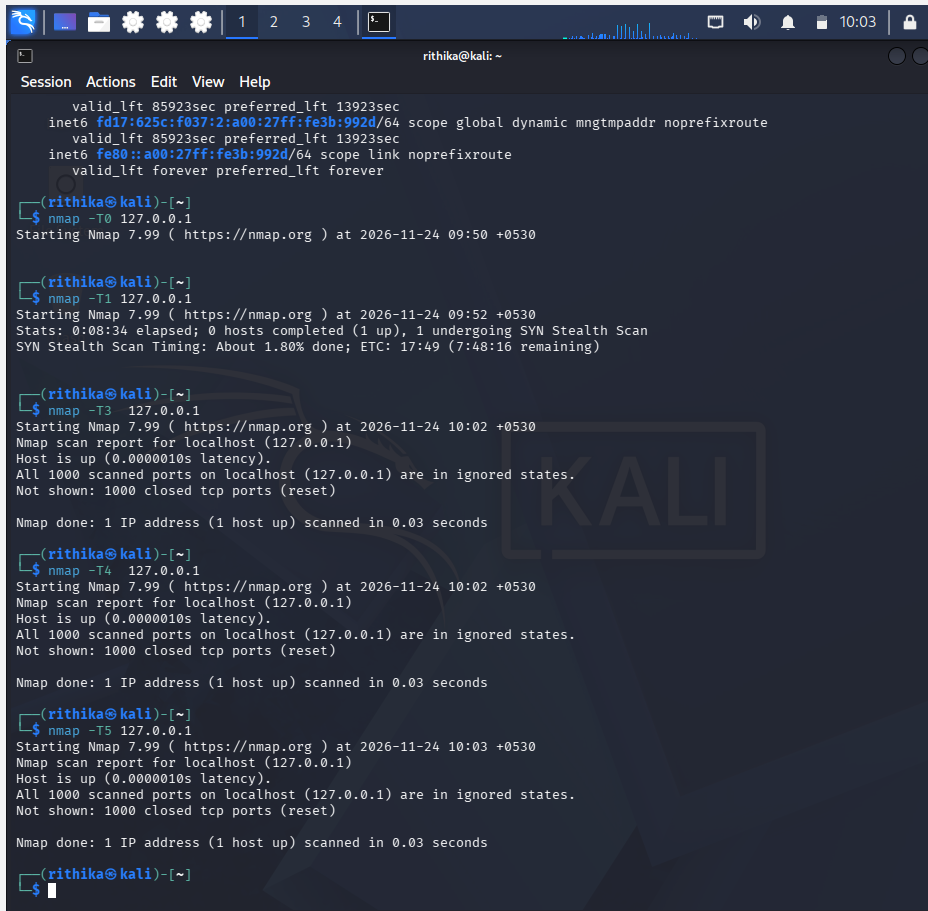 1 2 3 4 10:03
rithika@kali: ~
Session Actions Edit View Help
valid_lft 85923sec preferred_lft 13923sec
inet6 fd17:625c:f037:2:a00:27ff:fe3b:992d/64 scope global dynamic mngtmpaddr noprefixroute
valid_lft 85923sec preferred_lft 13923sec
inet6 fe80::a00:27ff:fe3b:992d/64 scope link noprefixroute
valid_lft forever preferred_lft forever
┌──(rithika㉿kali)-[~]
└─$ nmap -T0 127.0.0.1
Starting Nmap 7.99 ( https://nmap.org ) at 2026-11-24 09:50 +0530
┌──(rithika㉿kali)-[~]
└─$ nmap -T1 127.0.0.1
Starting Nmap 7.99 ( https://nmap.org ) at 2026-11-24 09:52 +0530
Stats: 0:08:34 elapsed; 0 hosts completed (1 up), 1 undergoing SYN Stealth Scan
SYN Stealth Scan Timing: About 1.80% done; ETC: 17:49 (7:48:16 remaining)
┌──(rithika㉿kali)-[~]
└─$ nmap -T3  127.0.0.1
Starting Nmap 7.99 ( https://nmap.org ) at 2026-11-24 10:02 +0530
Nmap scan report for localhost (127.0.0.1)
Host is up (0.0000010s latency).
All 1000 scanned ports on localhost (127.0.0.1) are in ignored states.
Not shown: 1000 closed tcp ports (reset)
Nmap done: 1 IP address (1 host up) scanned in 0.03 seconds
┌──(rithika㉿kali)-[~]
└─$ nmap -T4  127.0.0.1
Starting Nmap 7.99 ( https://nmap.org ) at 2026-11-24 10:02 +0530
Nmap scan report for localhost (127.0.0.1)
Host is up (0.0000010s latency).
All 1000 scanned ports on localhost (127.0.0.1) are in ignored states.
Not shown: 1000 closed tcp ports (reset)
Nmap done: 1 IP address (1 host up) scanned in 0.03 seconds
┌──(rithika㉿kali)-[~]
└─$ nmap -T5 127.0.0.1
Starting Nmap 7.99 ( https://nmap.org ) at 2026-11-24 10:03 +0530
Nmap scan report for localhost (127.0.0.1)
Host is up (0.0000010s latency).
All 1000 scanned ports on localhost (127.0.0.1) are in ignored states.
Not shown: 1000 closed tcp ports (reset)
Nmap done: 1 IP address (1 host up) scanned in 0.03 seconds
┌──(rithika㉿kali)-[~]
└─$
KALI